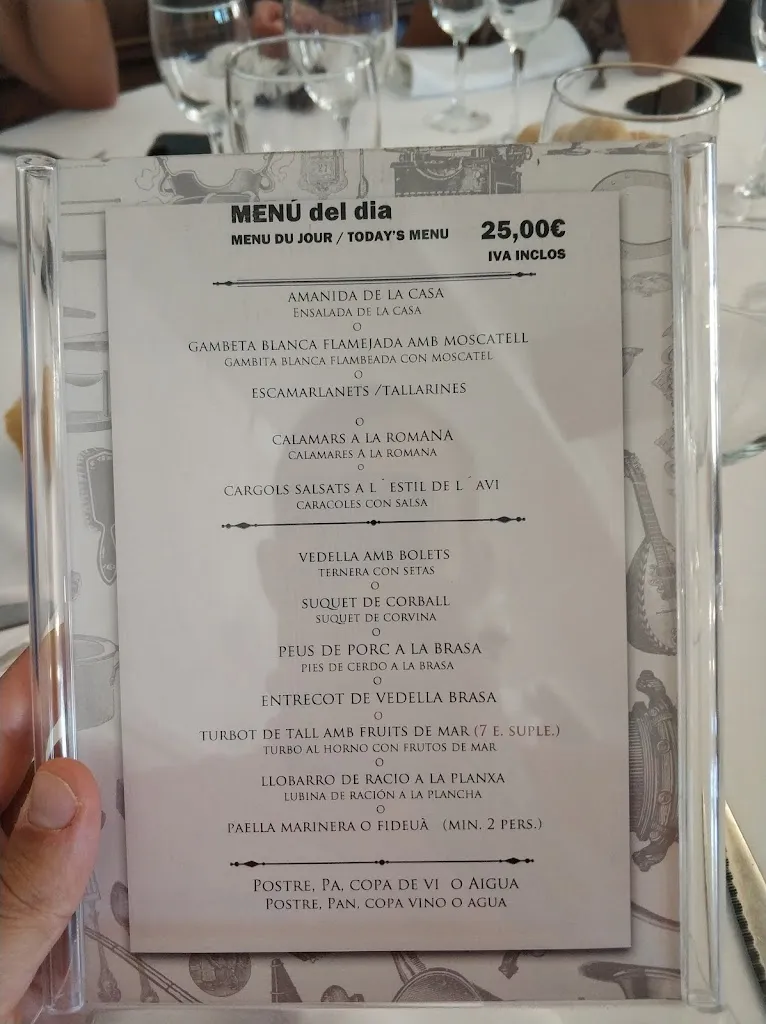 MENÚ del dia
MENU DU JOUR / TODAY'S MENU
25,00€
IVA INCLOS
AMANIDA DE LA CASA
ENSALADA DE LA CASA
O
GAMBETA BLANCA FLAMEJADA AMB MOSCATELL
GAMBITA BLANCA FLAMBEADA CON MOSCATEL
O
ESCAMARLANETS /TALLARINES
O
CALAMARS A LA ROMANA
CALAMARES A LA ROMANA
O
CARGOLS SALSATS A L´ESTIL DE L´AVI
CARACOLES CON SALSA
VEDELLA AMB BOLETS
TERNERA CON SETAS
O
SUQUET DE CORBALL
SUQUET DE CORVINA
O
PEUS DE PORC A LA BRASA
PIES DE CERDO A LA BRASA
O
ENTRECOT DE VEDELLA BRASA
O
TURBOT DE TALL AMB FRUITS DE MAR (7 E. SUPLE.)
TURBO AL HORNO CON FRUTOS DE MAR
O
LLOBARRO DE RACIO A LA PLANXA
LUBINA DE RACIÓN A LA PLANCHA
O
PAELLA MARINERA O FIDEUÀ (MIN. 2 PERS.)
POSTRE, PA, COPA DE VI O AIGUA
POSTRE, PAN, COPA VINO O AGUA